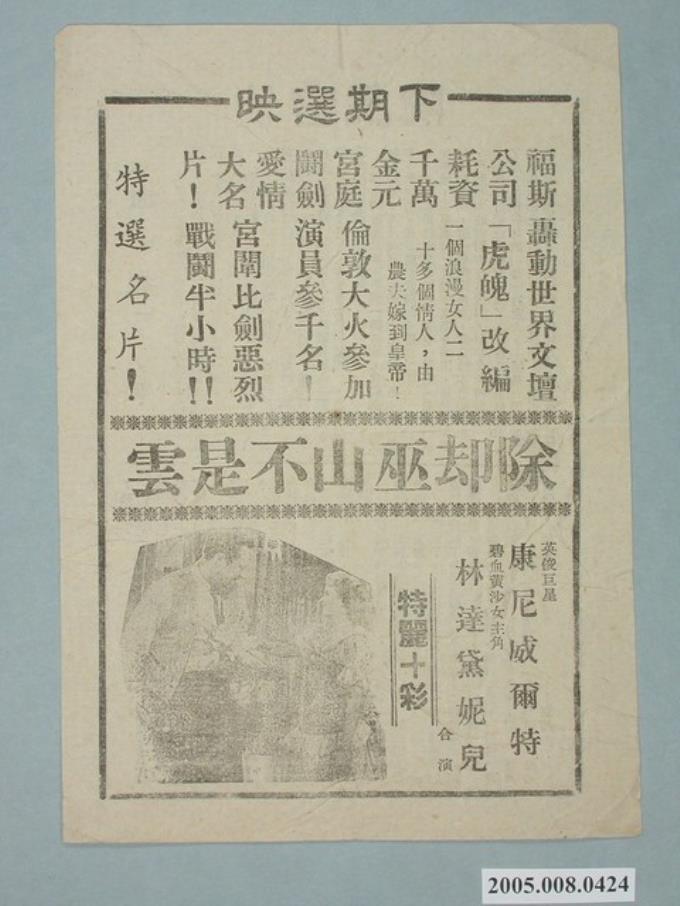 下期選映
福斯
公司
耗資
千萬
金元
宮庭
鬪劍
愛情
大名
片！
轟動世界文壇
「虎魄」改編
一個浪漫女人二
十多個情人，由
農夫嫁到皇帝！
倫敦大火參加
演員參千名！
宮闈比劍惡烈
戰鬪半小時！！
特選名片！
除却巫山不是雲
英俊巨星
康尼威爾特
碧血黃沙女主角
林達黛妮兒
合演
特麗十彩
2005.008.0424